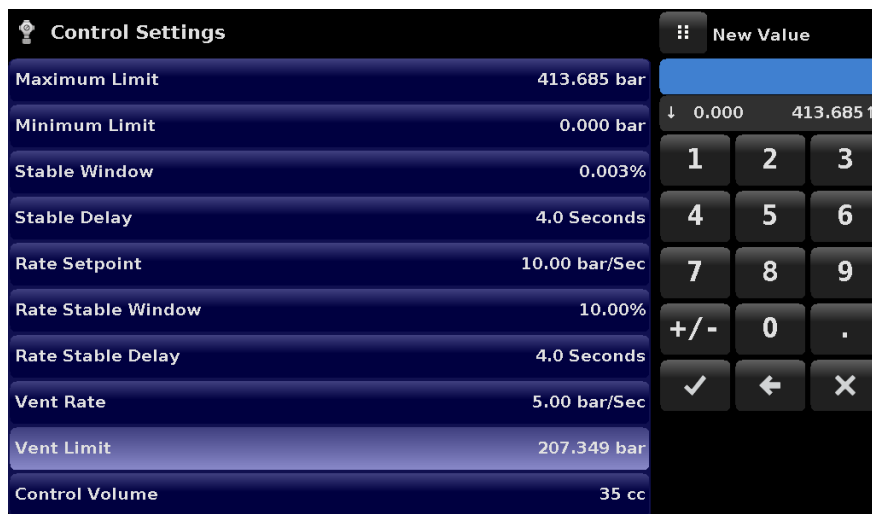 Control Settings
Maximum Limit 413.685 bar
Minimum Limit 0.000 bar
Stable Window 0.003%
Stable Delay 4.0 Seconds
Rate Setpoint 10.00 bar/Sec
Rate Stable Window 10.00%
Rate Stable Delay 4.0 Seconds
Vent Rate 5.00 bar/Sec
Vent Limit 207.349 bar
Control Volume 35 cc
New Value
↓ 0.000 413.685↑
1 2 3
4 5 6
7 8 9
+/- 0 .